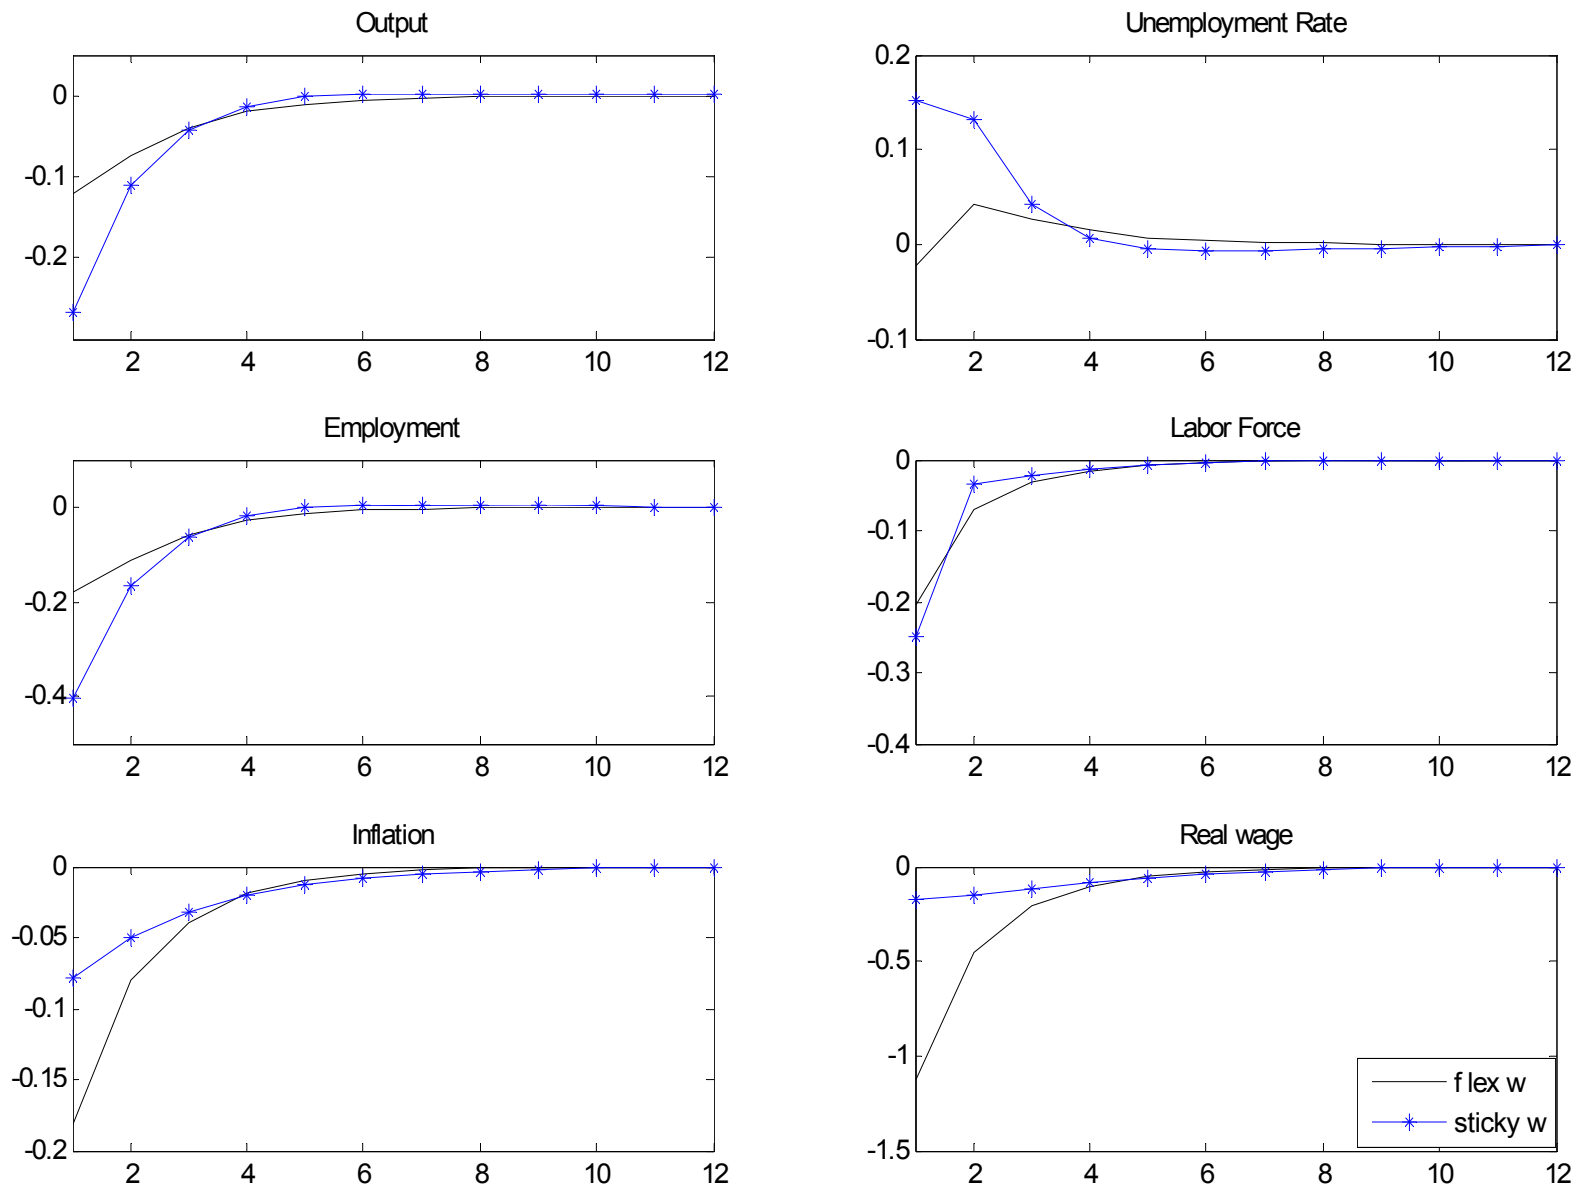 Output
0
-0.1
-0.2
2 4 6 8 10 12
Unemployment Rate
0.2
0.1
0
-0.1
2 4 6 8 10 12
Employment
0
-0.2
-0.4
2 4 6 8 10 12
Labor Force
0
-0.1
-0.2
-0.3
-0.4
2 4 6 8 10 12
Inflation
0
-0.05
-0.1
-0.15
-0.2
2 4 6 8 10 12
Real wage
0
-0.5
-1
-1.5
2 4 6 8 10 12
f lex w
sticky w